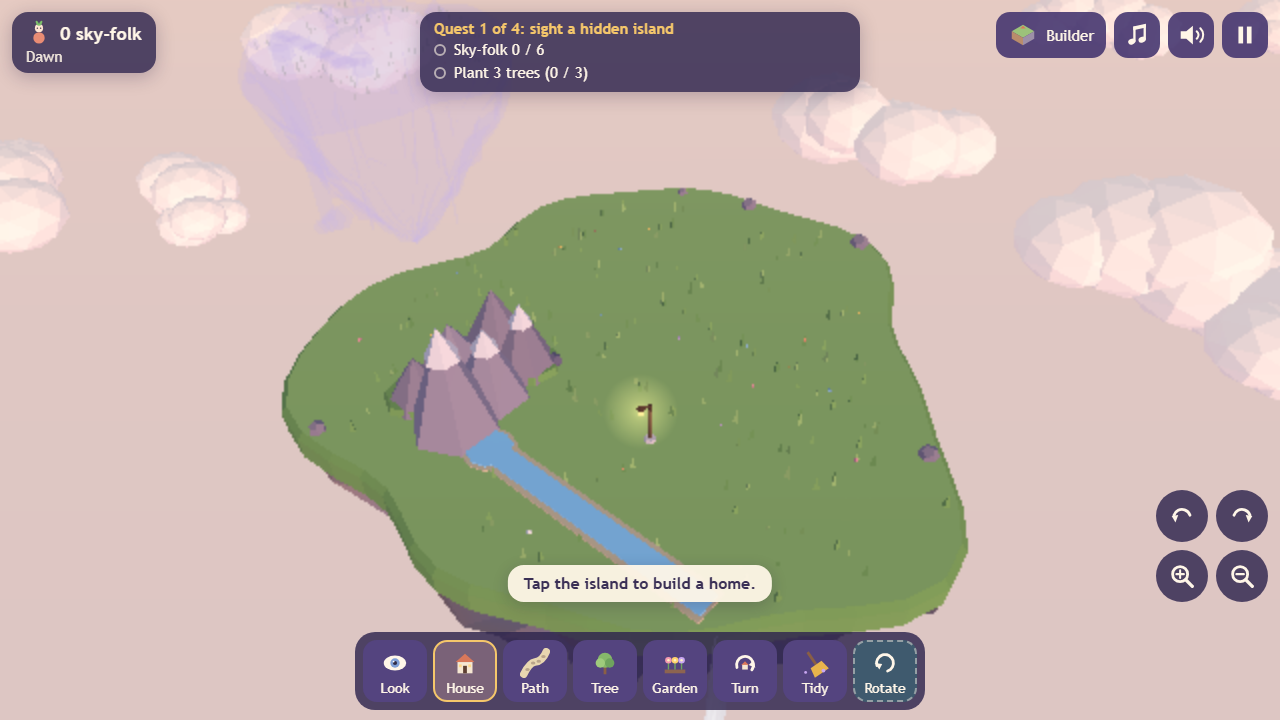 0 sky-folk
Dawn
Quest 1 of 4: sight a hidden island
Sky-folk 0 / 6
Plant 3 trees (0 / 3)
Builder
Tap the island to build a home.
Look
House
Path
Tree
Garden
Turn
Tidy
Rotate